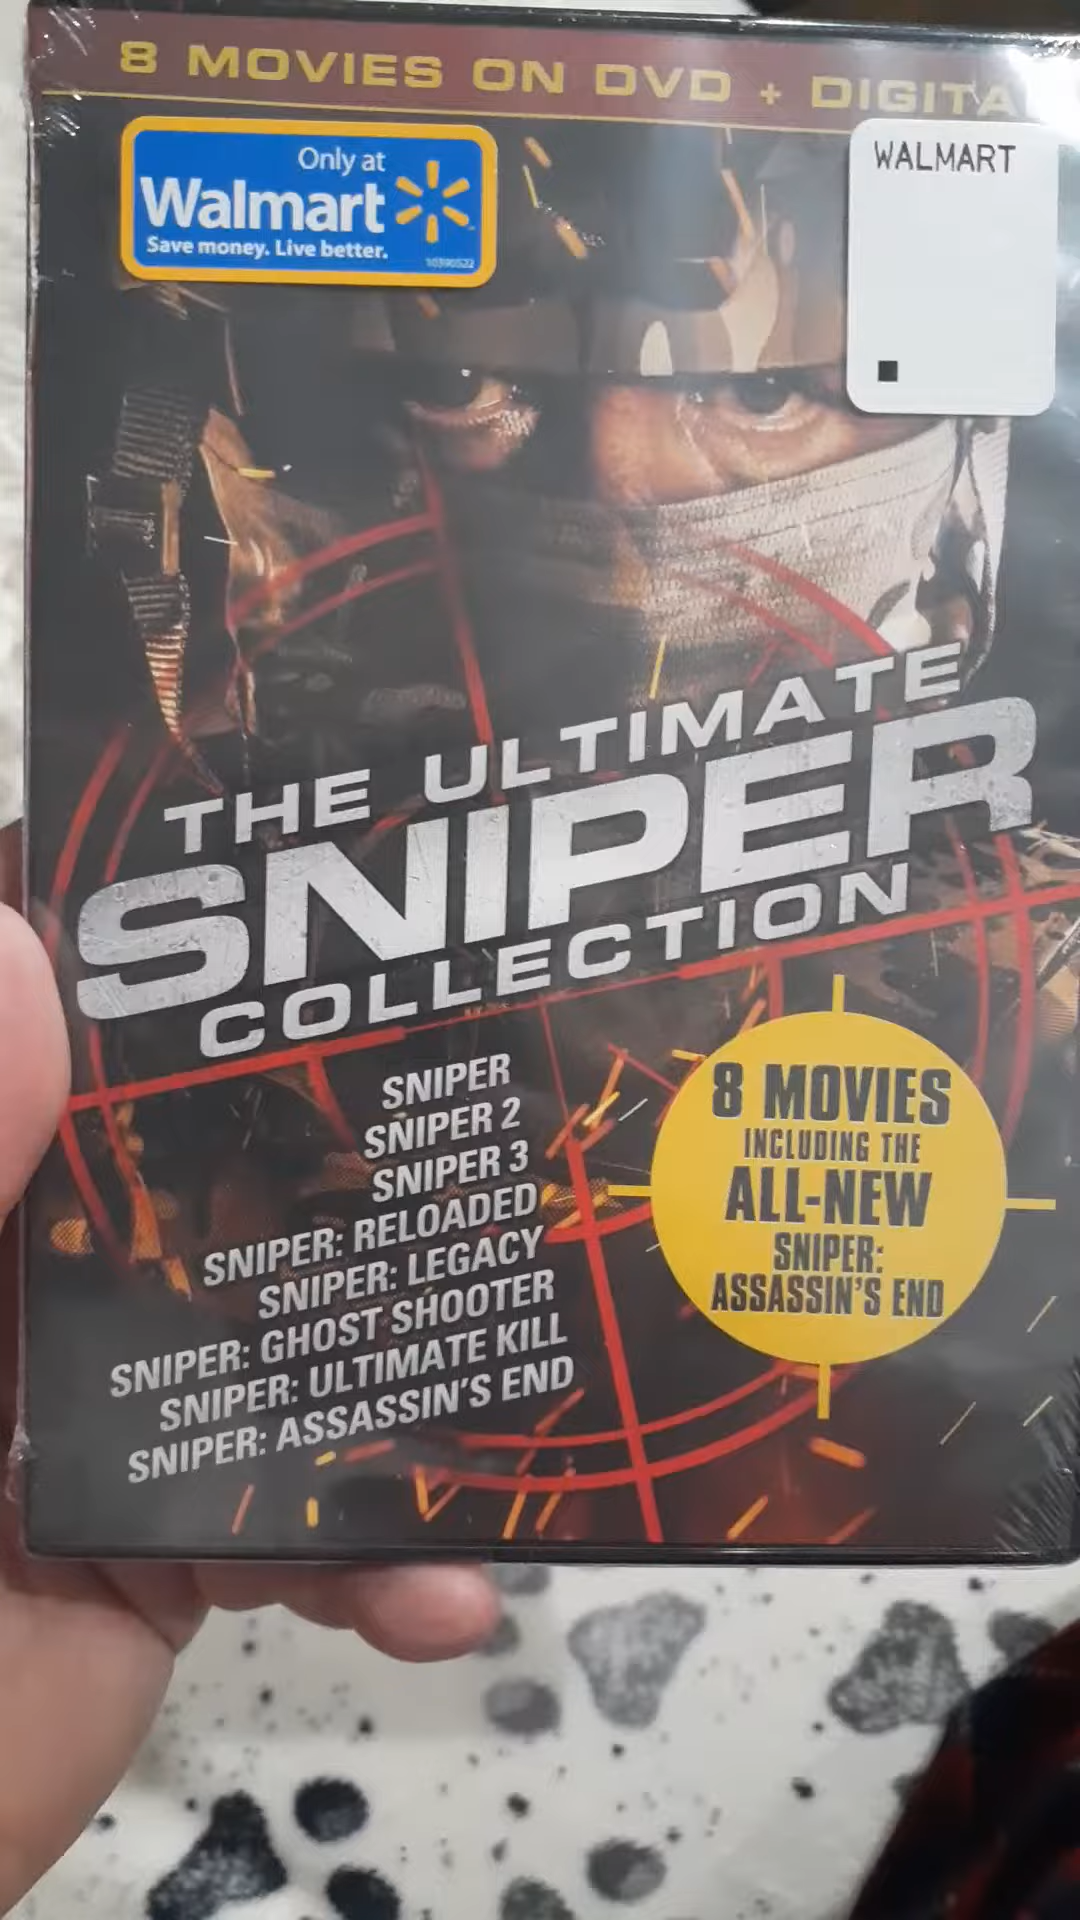 8 MOVIES ON DVD + DIGITA
Only at
Walmart
Save money. Live better.
10390522
WALMART
THE ULTIMATE
SNIPER
COLLECTION
SNIPER
SNIPER 2
SNIPER 3
SNIPER: RELOADED
SNIPER: LEGACY
SNIPER: GHOST SHOOTER
SNIPER: ULTIMATE KILL
SNIPER: ASSASSIN'S END
8 MOVIES
INCLUDING THE
ALL-NEW
SNIPER:
ASSASSIN'S END